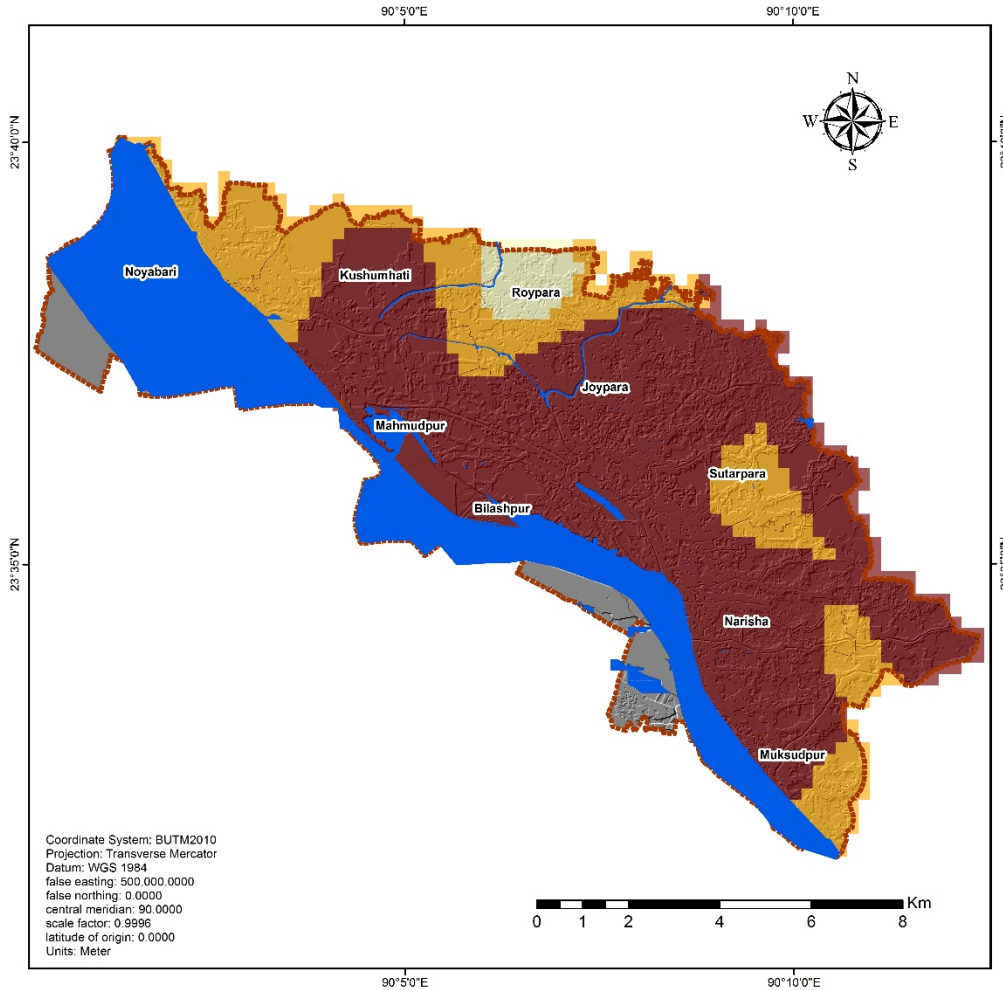 90°5'0"E
90°10'0"E
N
W
E
S
23°40'0"N
Noyabari
Kushumhati
Roypara
Joypara
Mahmudpur
Sutarpara
Bilashpur
23°35'0"N
Narisha
Muksudpur
Coordinate System: BUTM2010
Projection: Transverse Mercator
Datum: WGS 1984
false easting: 500,000.0000
false northing: 0.0000
central meridian: 90.0000
scale factor: 0.9996
latitude of origin: 0.0000
Units: Meter
Km
0 1 2 4 6 8
90°5'0"E
90°10'0"E